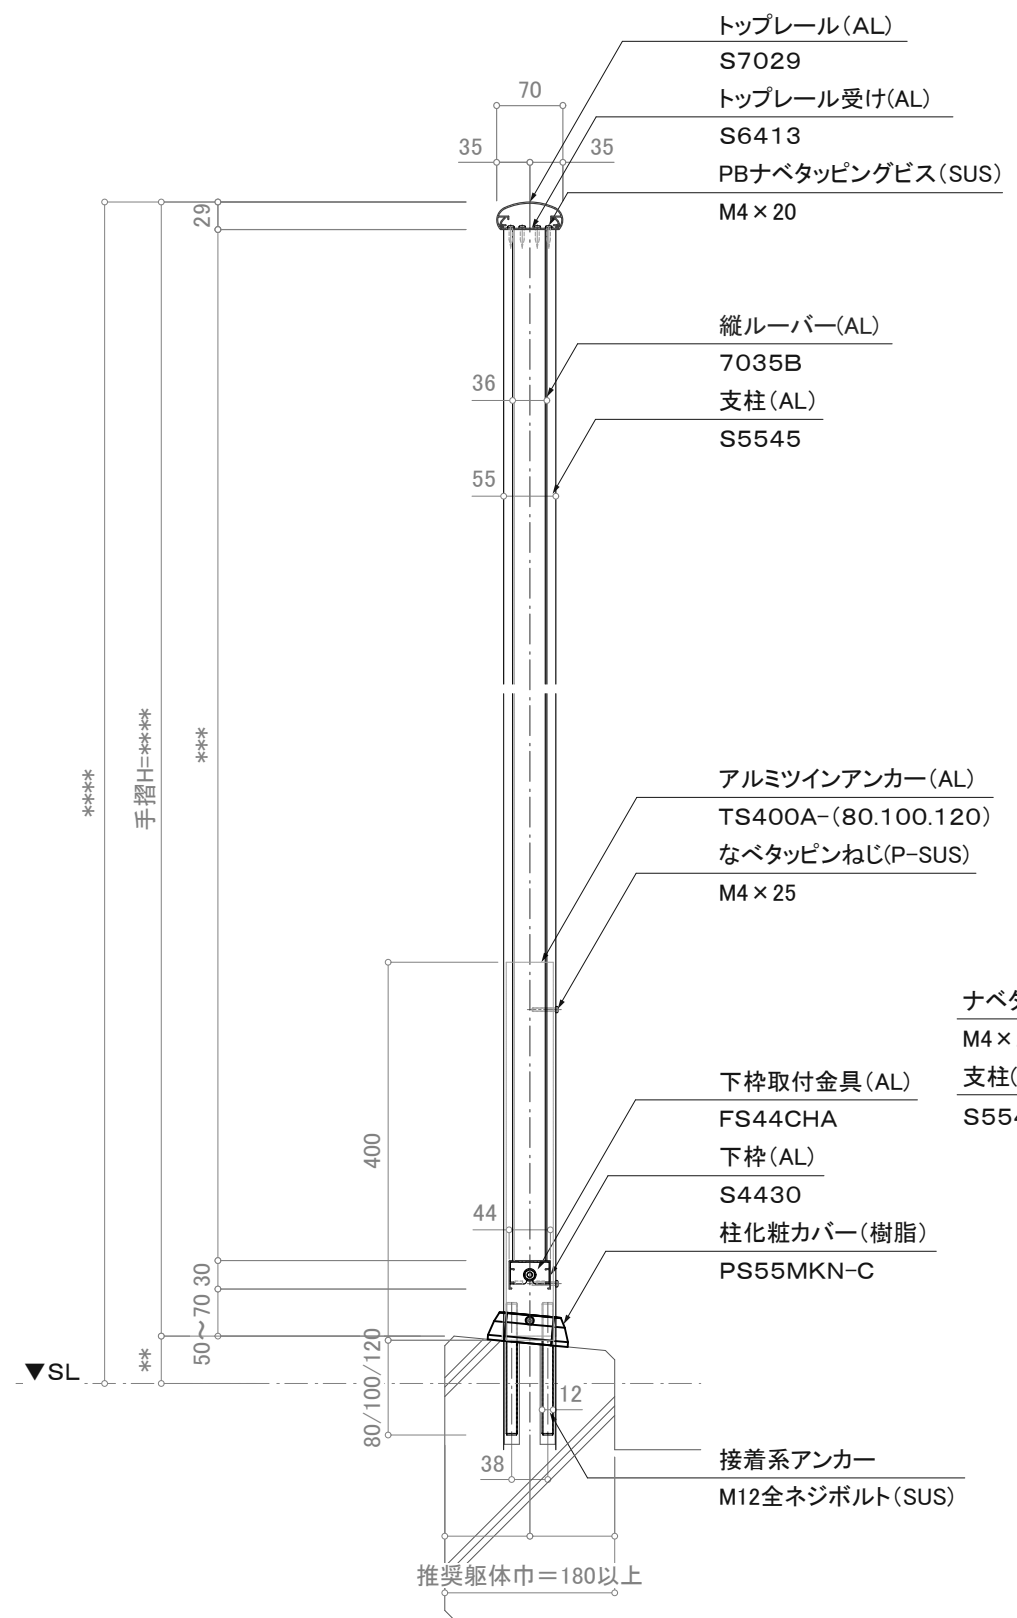 トップレール(AL)
S7029
トップレール受け(AL)
S6413
PBナベタッピングビス(SUS)
M4×20
70
35
35
29
縦ルーバー(AL)
7035B
36
支柱(AL)
S5545
55
***
手摺H=****
****
アルミツインアンカー(AL)
TS400A-(80.100.120)
なベタッピンねじ(P-SUS)
M4×25
ナベタ
M4×
支柱(
S554
下枠取付金具(AL)
FS44CHA
400
下枠(AL)
S4430
44
柱化粧カバー(樹脂)
PS55MKN-C
30
50~70
**
80/100/120
▼SL
12
38
接着系アンカー
M12全ネジボルト(SUS)
推奨躯体巾=180以上